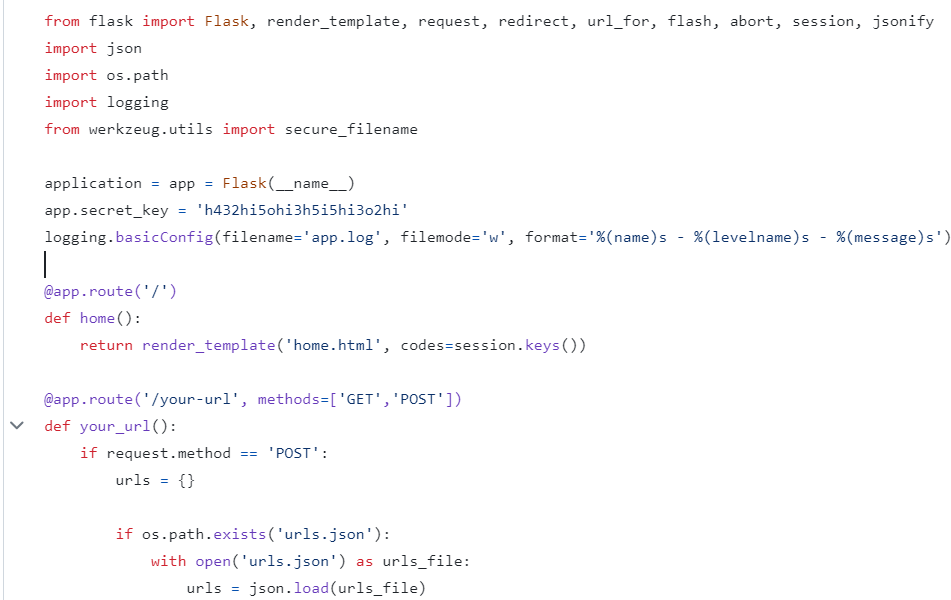 from flask import Flask, render_template, request, redirect, url_for, flash, abort, session, jsonify
import json
import os.path
import logging
from werkzeug.utils import secure_filename

application = app = Flask(__name__)
app.secret_key = 'h432hi5ohi3h5i5hi3o2hi'
logging.basicConfig(filename='app.log', filemode='w', format='%(name)s - %(levelname)s - %(message)s')

@app.route('/')
def home():
    return render_template('home.html', codes=session.keys())

@app.route('/your-url', methods=['GET','POST'])
def your_url():
    if request.method == 'POST':
        urls = {}

        if os.path.exists('urls.json'):
            with open('urls.json') as urls_file:
                urls = json.load(urls_file)